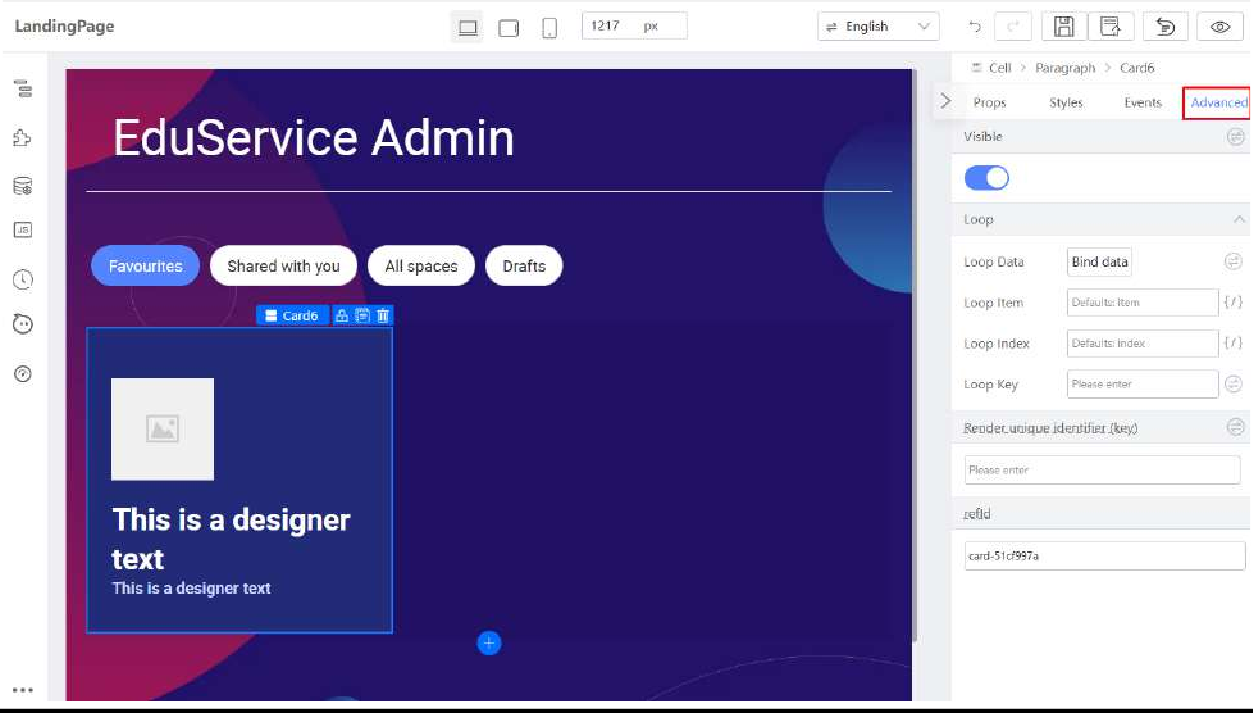 LandingPage
1217 px
English
Cell > Paragraph > Card6
Props Styles Events Advanced
EduService Admin
Visible
Loop
Favourites Shared with you All spaces Drafts
Loop Data Bind data
Loop Item Defaults: item {/}
Card6
Loop Index Defaults: index {/}
Loop Key Please enter
Render unique identifier (key)
Please enter
This is a designer
text
This is a designer text
refId
card-51cf997a
JS